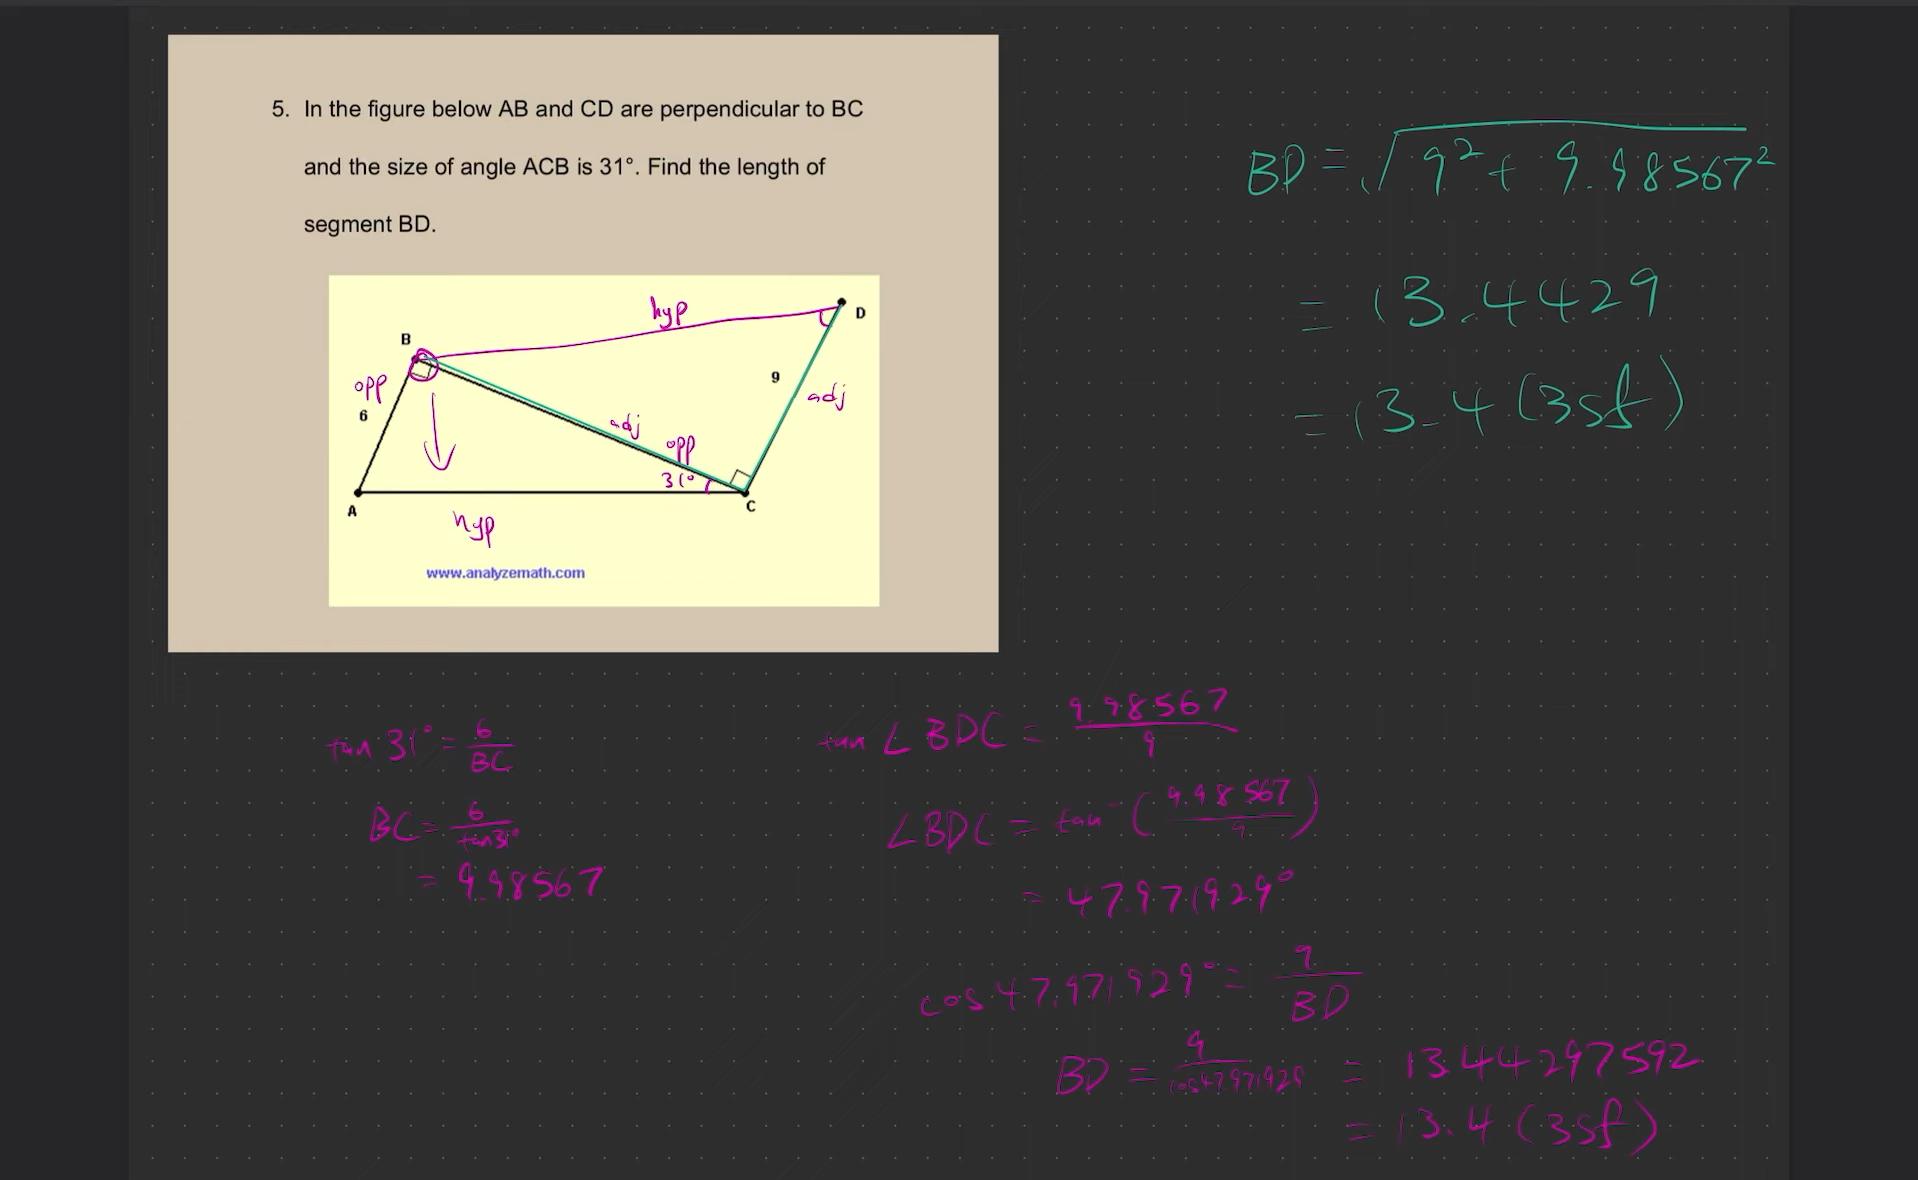 5. In the figure below AB and CD are perpendicular to BC
and the size of angle ACB is 31°. Find the length of
segment BD.
hyp
D
B
opp
6
9
adj
adj
opp
31°
A
C
hyp
www.analyzemath.com
BD = √(9² + 9.98567²)
= 13.4429
= 13.4 (3sf)
tan 31° = 6/BC
BC = 6/tan31°
= 9.98567
tan ∠BDC = 9.98567/9
∠BDC = tan⁻(9.98567/9)
= 47.971929°
cos 47.971929° = 9/BD
BD = 9/cos47.971929 = 13.44297592
= 13.4 (3sf)